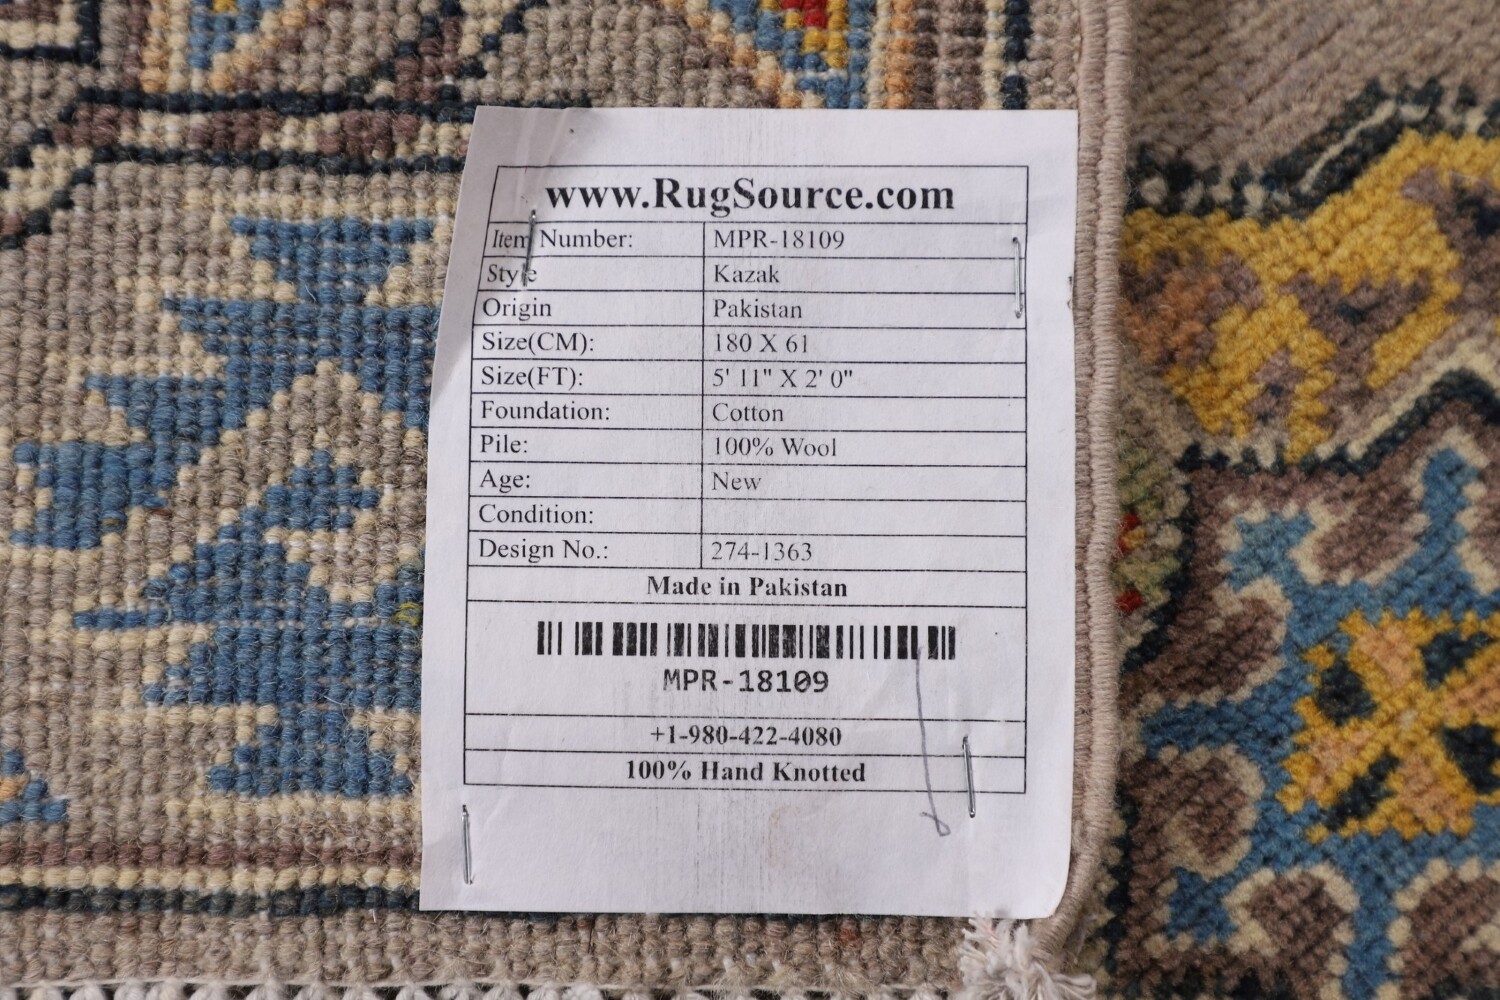 www.RugSource.com
Item Number: MPR-18109
Style Kazak
Origin Pakistan
Size(CM): 180 X 61
Size(FT): 5' 11" X 2' 0"
Foundation: Cotton
Pile: 100% Wool
Age: New
Condition:
Design No.: 274-1363
Made in Pakistan
MPR-18109
+1-980-422-4080
100% Hand Knotted